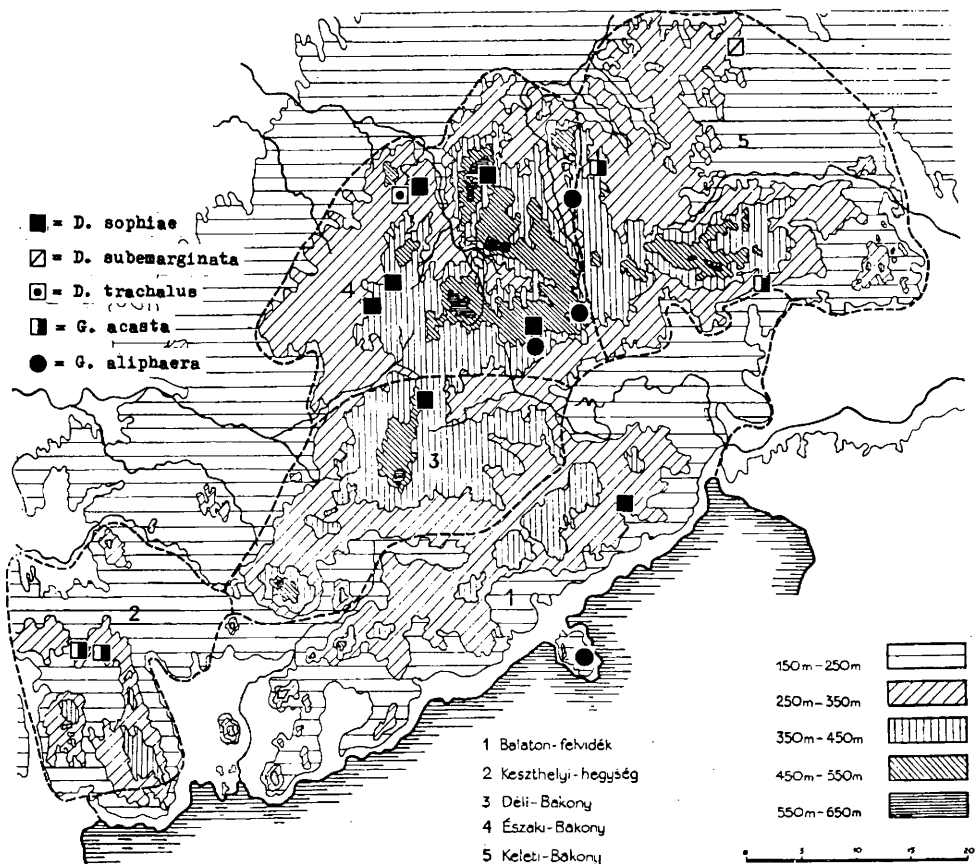 ■ = D. sophiae
= D. subemarginata
= D. trachalus
= G. acasta
● = G. aliphaera
5
4
3
2
1
1 Balaton-felvidék
2 Keszthelyi-hegység
3 Déli-Bakony
4 Északi-Bakony
5 Keleti-Bakony
150m-250m
250m-350m
350m-450m
450m-550m
550m-650m
0 5 10 15 20